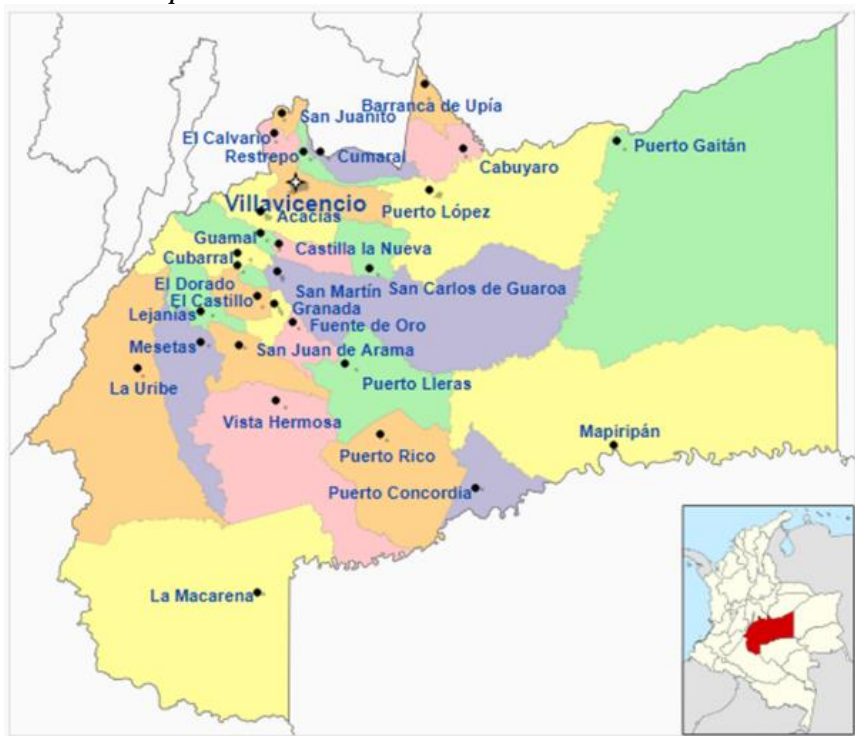 Barranca de Upía
San Juanito
El Calvario
Restrepo
Cumaral
Cabuyaro
Puerto Gaitán
Villavicencio
Acacías
Puerto López
Guamal
Castilla la Nueva
Cubarral
El Dorado
San Martín
San Carlos de Guaroa
El Castillo
Granada
Lejanías
Fuente de Oro
Mesetas
San Juan de Arama
La Uribe
Puerto Lleras
Vista Hermosa
Mapiripán
Puerto Rico
Puerto Concordia
La Macarena